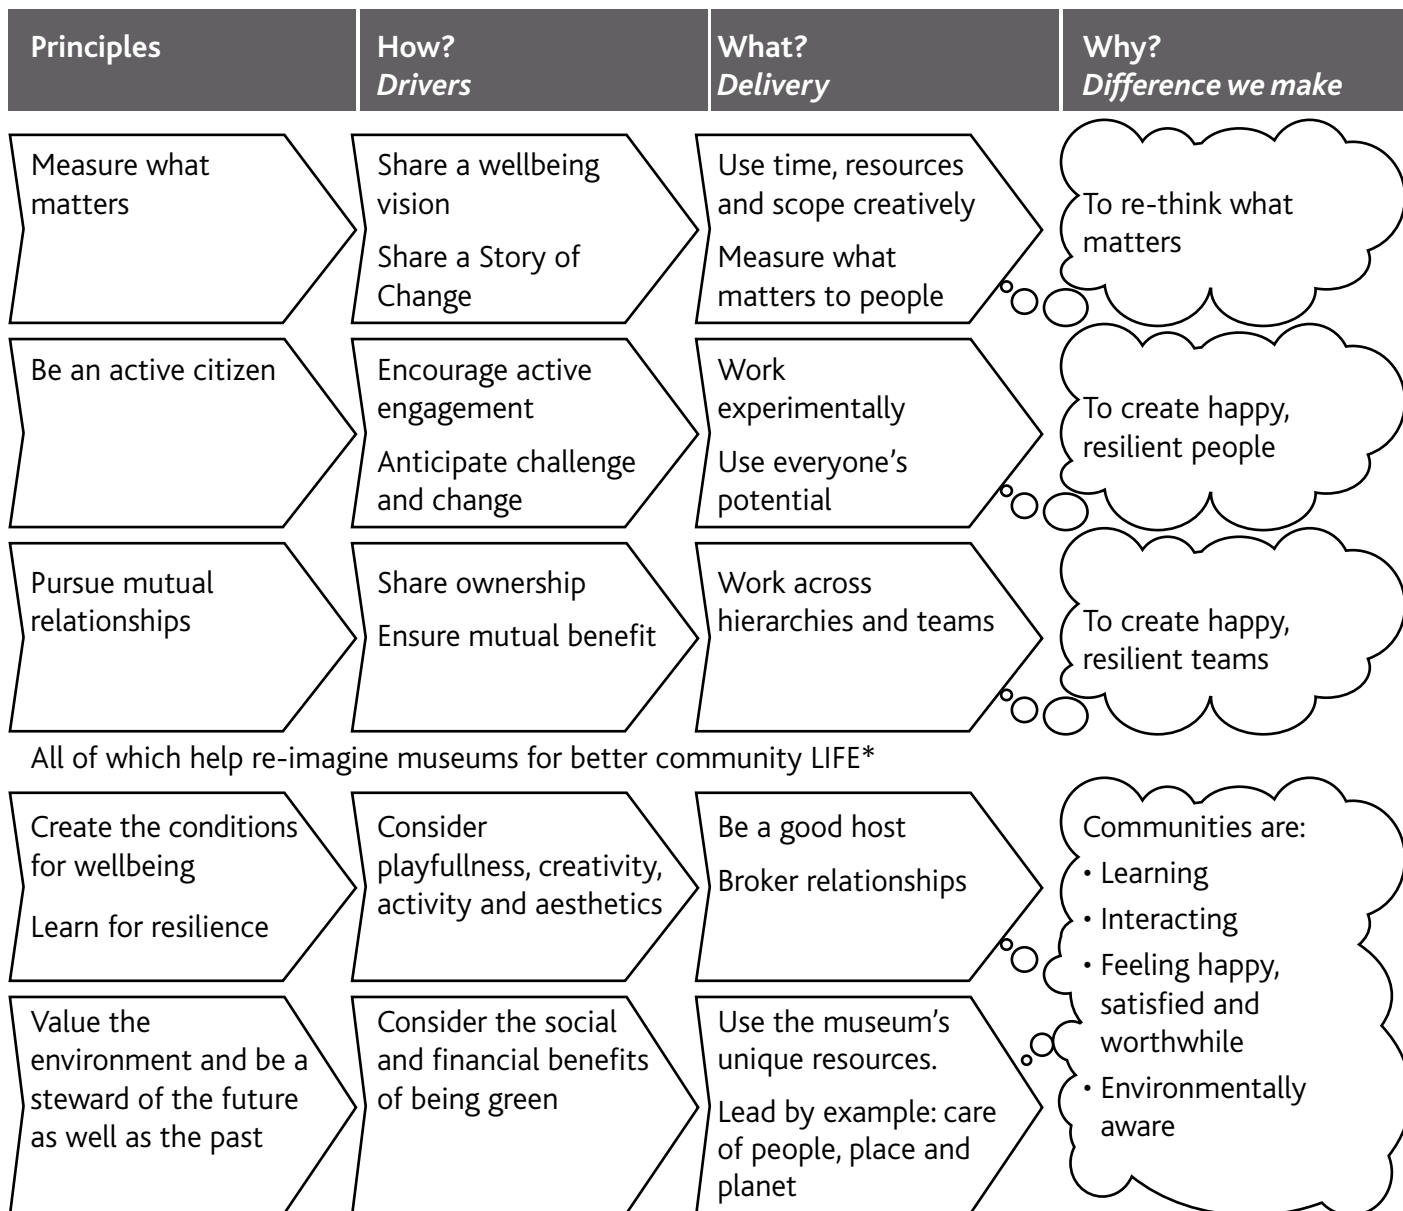 Principles
How?
Drivers
What?
Delivery
Why?
Difference we make
Measure what
matters
Share a wellbeing
vision
Share a Story of
Change
Use time, resources
and scope creatively
Measure what
matters to people
To re-think what
matters
Be an active citizen
Encourage active
engagement
Anticipate challenge
and change
Work
experimentally
Use everyone’s
potential
To create happy,
resilient people
Pursue mutual
relationships
Share ownership
Ensure mutual benefit
Work across
hierarchies and teams
To create happy,
resilient teams
All of which help re-imagine museums for better community LIFE*
Create the conditions
for wellbeing
Learn for resilience
Consider
playfullness, creativity,
activity and aesthetics
Be a good host
Broker relationships
Communities are:
• Learning
• Interacting
• Feeling happy,
satisfied and
worthwhile
• Environmentally
aware
Value the
environment and be a
steward of the future
as well as the past
Consider the social
and financial benefits
of being green
Use the museum’s
unique resources.
Lead by example: care
of people, place and
planet